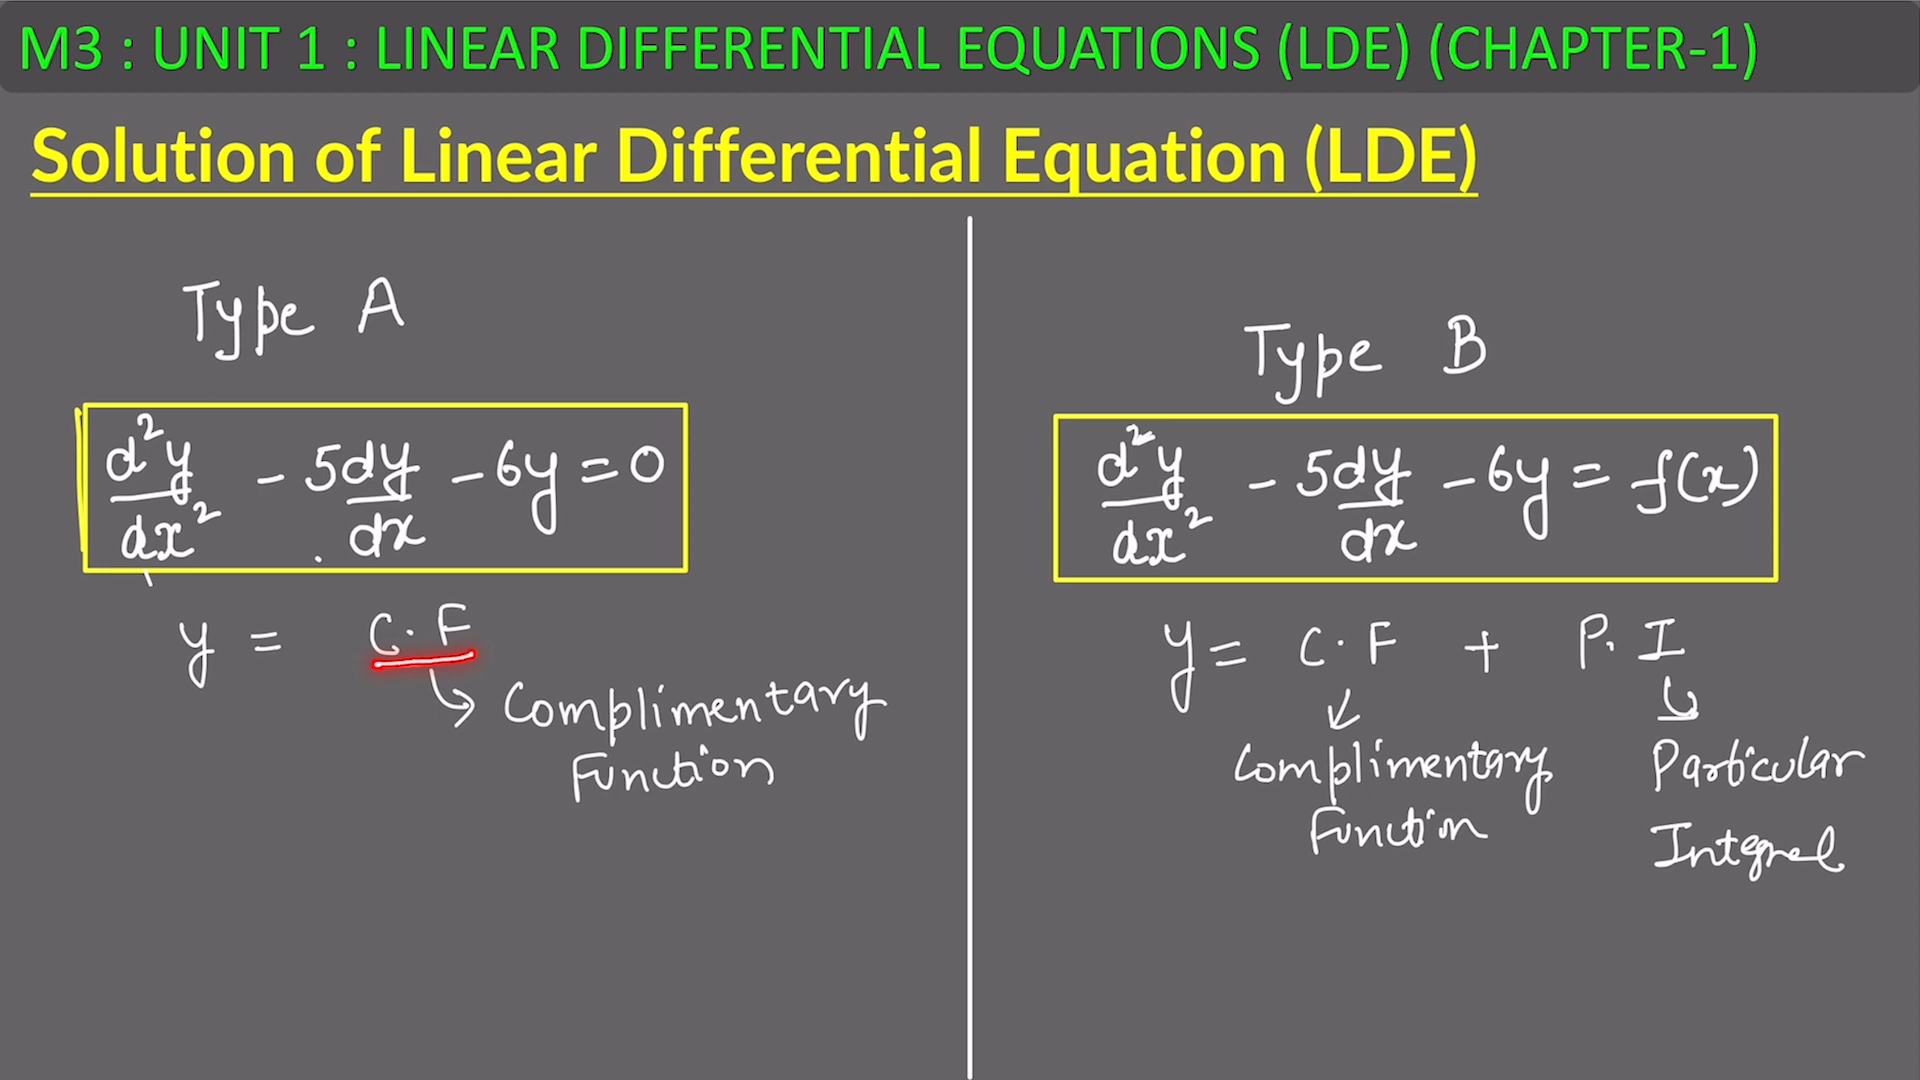 M3 : UNIT 1 : LINEAR DIFFERENTIAL EQUATIONS (LDE) (CHAPTER-1)
Solution of Linear Differential Equation (LDE)
Type A
d²y/dx² - 5dy/dx - 6y = 0
y = C.F
Complimentary
Function
Type B
d²y/dx² - 5dy/dx - 6y = f(x)
y = C.F + P.I
Complimentary
Function
Particular
Integral